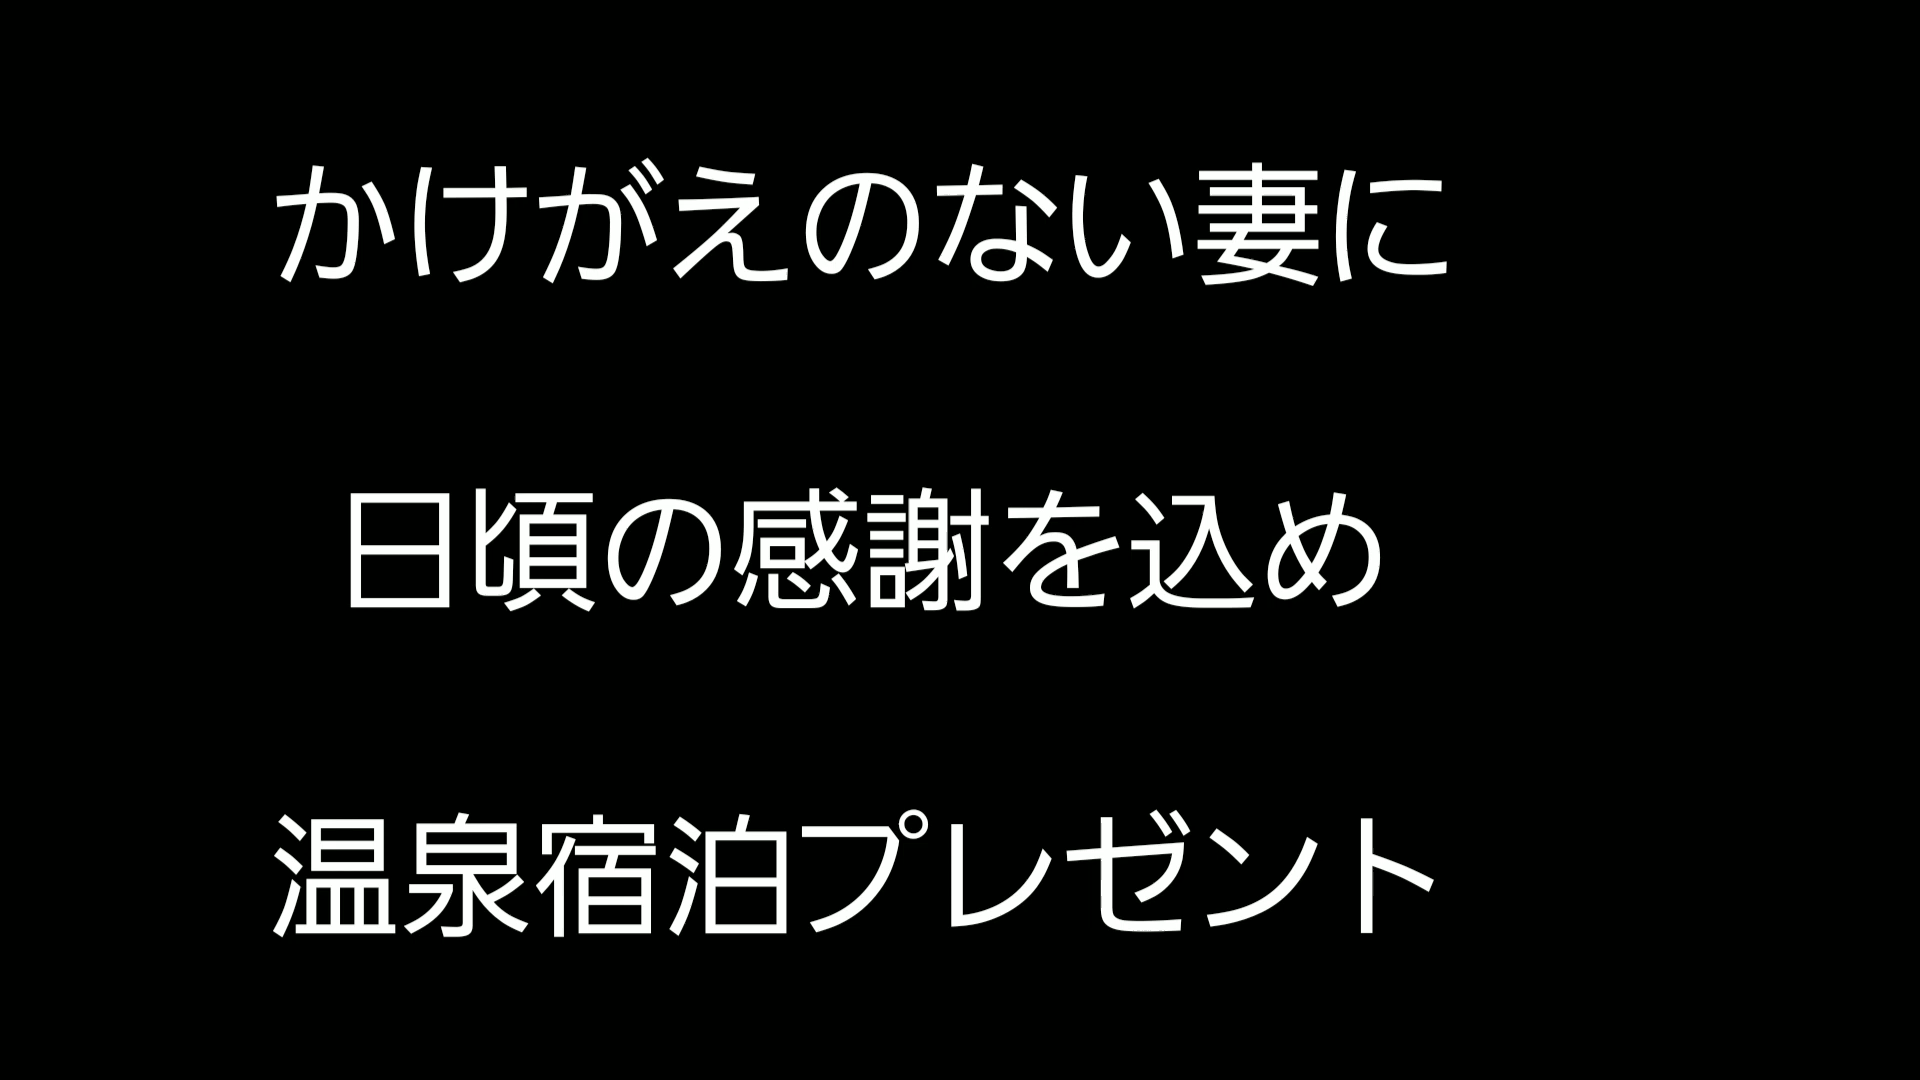 かけがえのない妻に
日頃の感謝を込め
温泉宿泊プレゼント